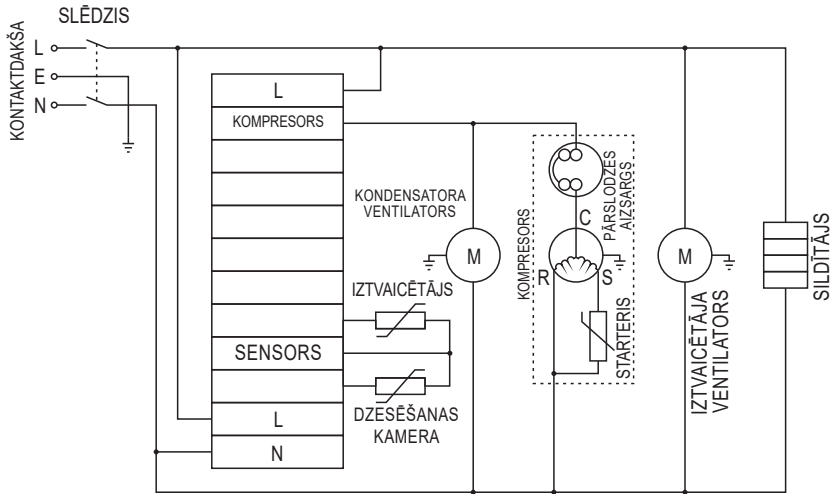 SLĒDZIS
KONTAKTDAKŠA
L
E
N
L
KOMPRESORS
KONDENSATORA
VENTILATORS
M
KOMPRESORS
PĀRSLODZES
AIZSARGS
C
R
S
STARTERIS
M
IZTVAICĒTĀJA
VENTILATORS
SILDĪTĀJS
IZTVAICĒTĀJS
SENSORS
DZESĒŠANAS
KAMERA
L
N